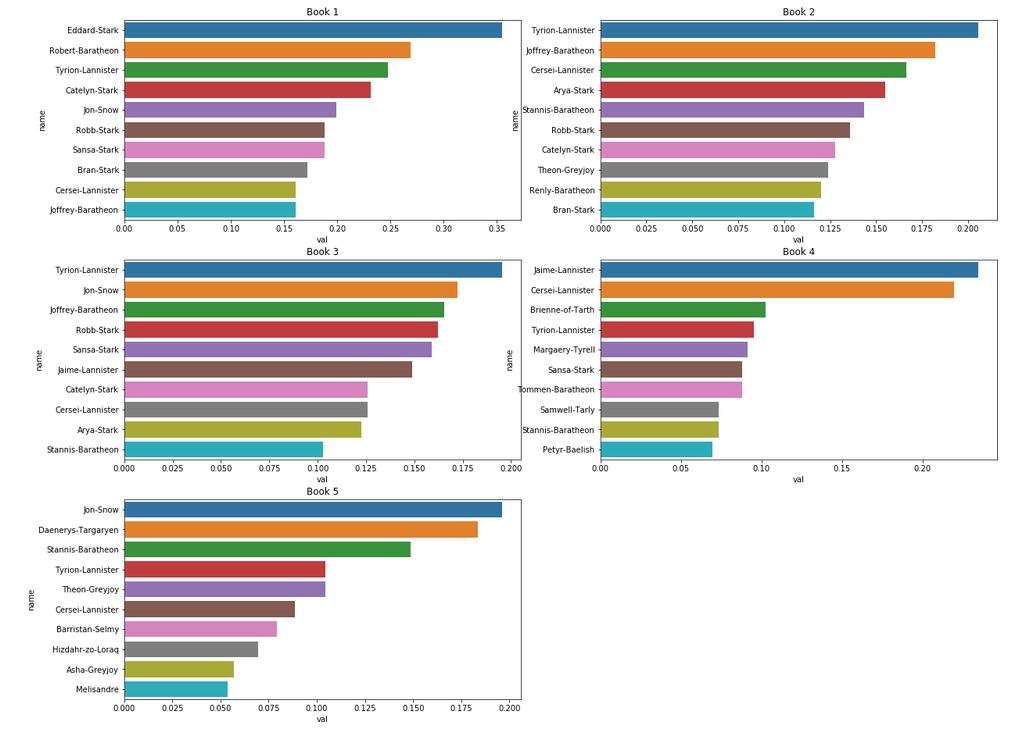 Book 1
name
Eddard-Stark
Robert-Baratheon
Tyrion-Lannister
Catelyn-Stark
Jon-Snow
Robb-Stark
Sansa-Stark
Bran-Stark
Cersei-Lannister
Joffrey-Baratheon
0.00 0.05 0.10 0.15 0.20 0.25 0.30 0.35
val
Book 2
name
Tyrion-Lannister
Joffrey-Baratheon
Cersei-Lannister
Arya-Stark
Stannis-Baratheon
Robb-Stark
Catelyn-Stark
Theon-Greyjoy
Renly-Baratheon
Bran-Stark
0.000 0.025 0.050 0.075 0.100 0.125 0.150 0.175 0.200
val
Book 3
name
Tyrion-Lannister
Jon-Snow
Joffrey-Baratheon
Robb-Stark
Sansa-Stark
Jaime-Lannister
Catelyn-Stark
Cersei-Lannister
Arya-Stark
Stannis-Baratheon
0.000 0.025 0.050 0.075 0.100 0.125 0.150 0.175 0.200
val
Book 4
name
Jaime-Lannister
Cersei-Lannister
Brienne-of-Tarth
Tyrion-Lannister
Margaery-Tyrell
Sansa-Stark
Tommen-Baratheon
Samwell-Tarly
Stannis-Baratheon
Petyr-Baelish
0.00 0.05 0.10 0.15 0.20
val
Book 5
name
Jon-Snow
Daenerys-Targaryen
Stannis-Baratheon
Tyrion-Lannister
Theon-Greyjoy
Cersei-Lannister
Barristan-Selmy
Hizdahr-zo-Loraq
Asha-Greyjoy
Melisandre
0.000 0.025 0.050 0.075 0.100 0.125 0.150 0.175 0.200
val